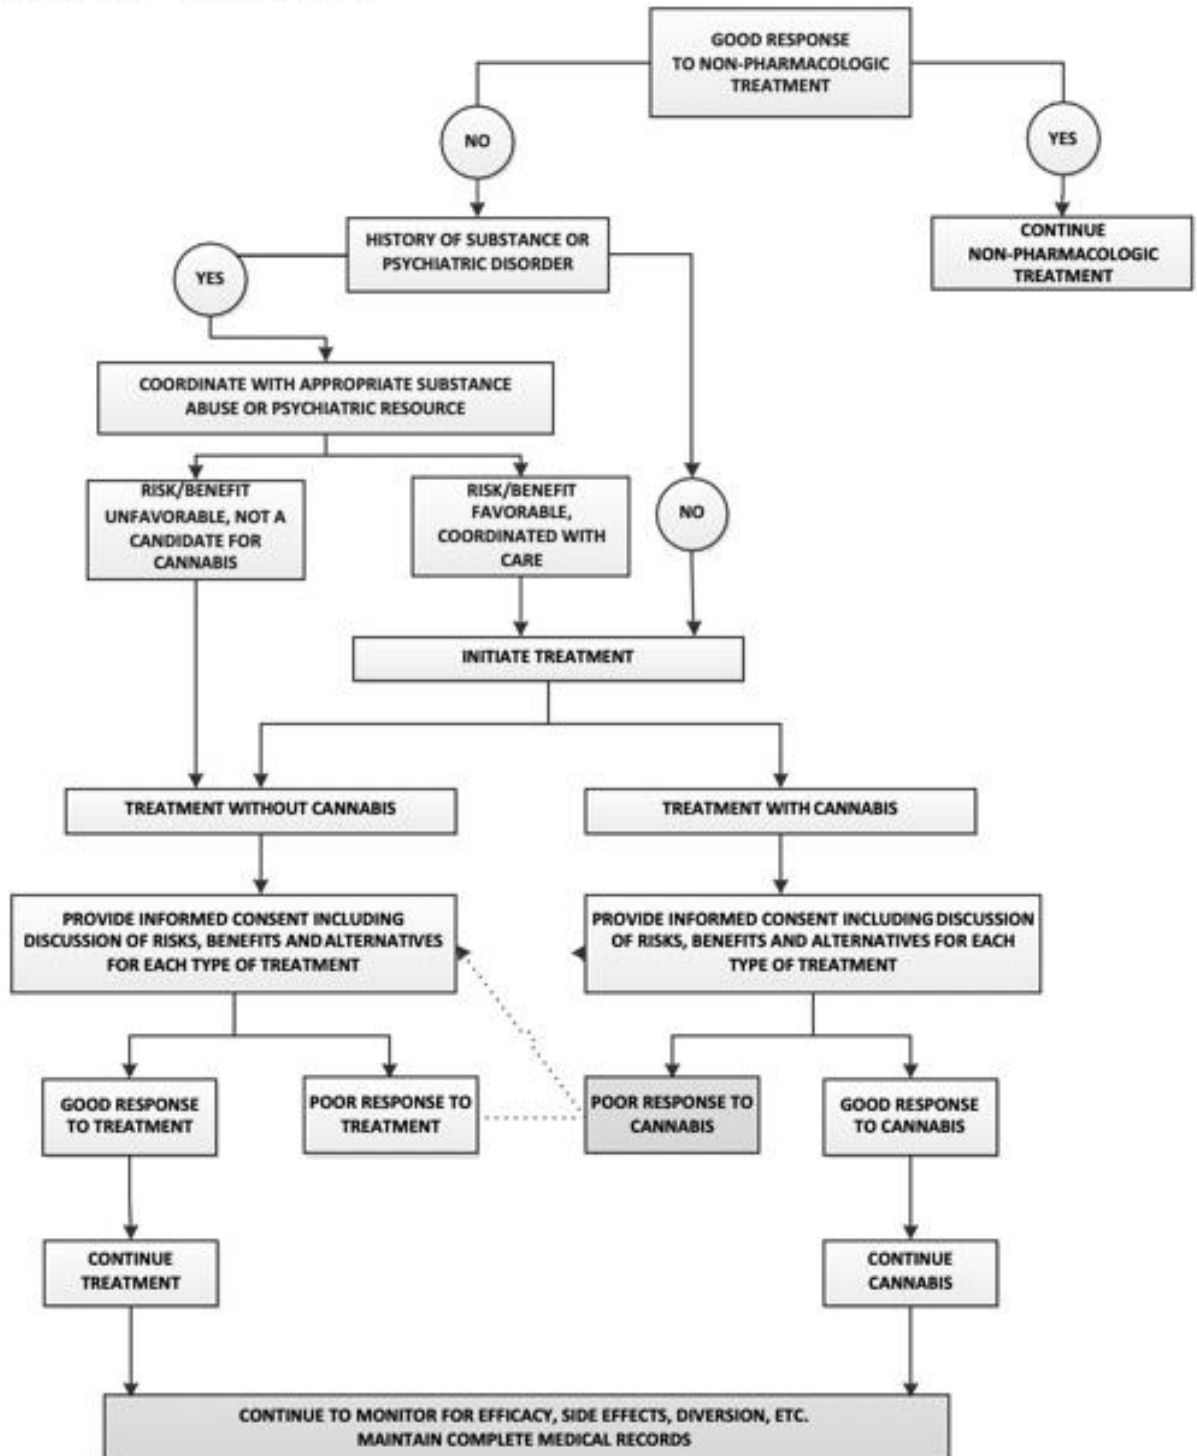 GOOD RESPONSE
TO NON-PHARMACOLOGIC
TREATMENT
NO
YES
HISTORY OF SUBSTANCE OR
PSYCHIATRIC DISORDER
CONTINUE
NON-PHARMACOLOGIC
TREATMENT
YES
COORDINATE WITH APPROPRIATE SUBSTANCE
ABUSE OR PSYCHIATRIC RESOURCE
RISK/BENEFIT
UNFAVORABLE, NOT A
CANDIDATE FOR
CANNABIS
RISK/BENEFIT
FAVORABLE,
COORDINATED WITH
CARE
NO
INITIATE TREATMENT
TREATMENT WITHOUT CANNABIS
TREATMENT WITH CANNABIS
PROVIDE INFORMED CONSENT INCLUDING
DISCUSSION OF RISKS, BENEFITS AND ALTERNATIVES
FOR EACH TYPE OF TREATMENT
PROVIDE INFORMED CONSENT INCLUDING DISCUSSION
OF RISKS, BENEFITS AND ALTERNATIVES FOR EACH
TYPE OF TREATMENT
GOOD RESPONSE
TO TREATMENT
POOR RESPONSE TO
TREATMENT
POOR RESPONSE TO
CANNABIS
GOOD RESPONSE
TO CANNABIS
CONTINUE
TREATMENT
CONTINUE
CANNABIS
CONTINUE TO MONITOR FOR EFFICACY, SIDE EFFECTS, DIVERSION, ETC.
MAINTAIN COMPLETE MEDICAL RECORDS